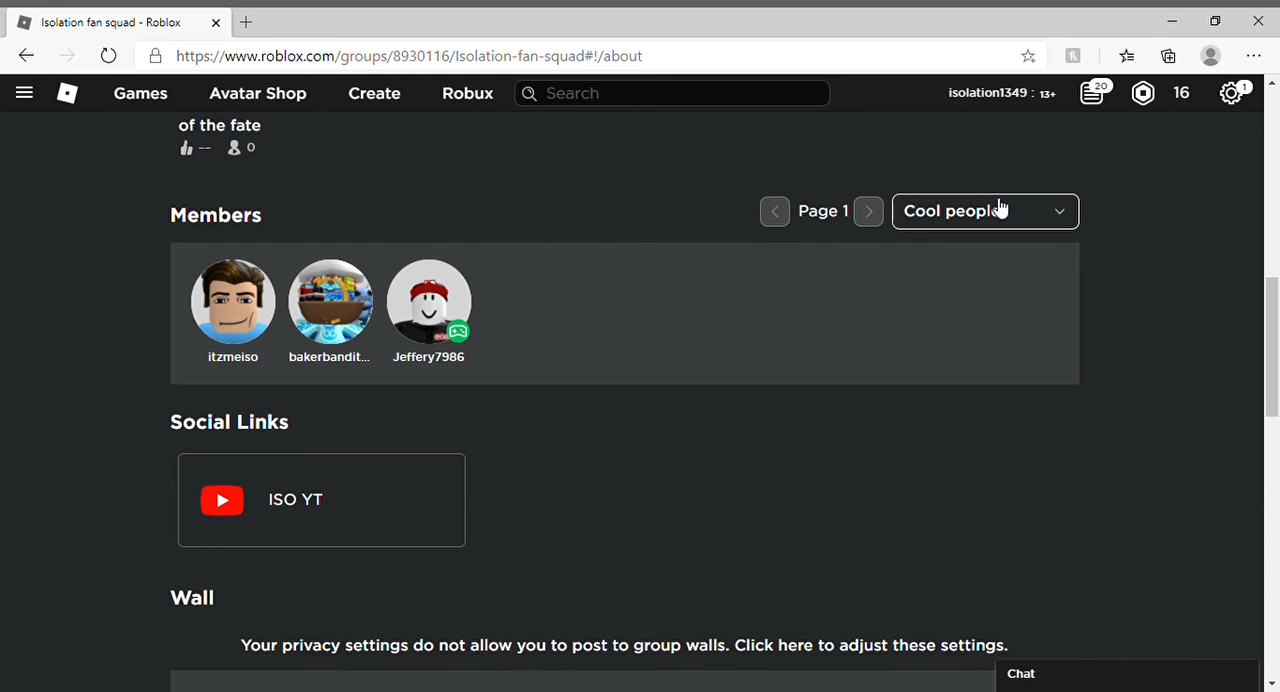 Isolation fan squad - Roblox
https://www.roblox.com/groups/8930116/Isolation-fan-squad#!/about
Games Avatar Shop Create Robux Search isolation1349 : 13+ 20 16 1
of the fate
-- 0
Members Page 1 Cool people
itzmeiso bakerbandit... Jeffery7986
Social Links
ISO YT
Wall
Your privacy settings do not allow you to post to group walls. Click here to adjust these settings.
Chat